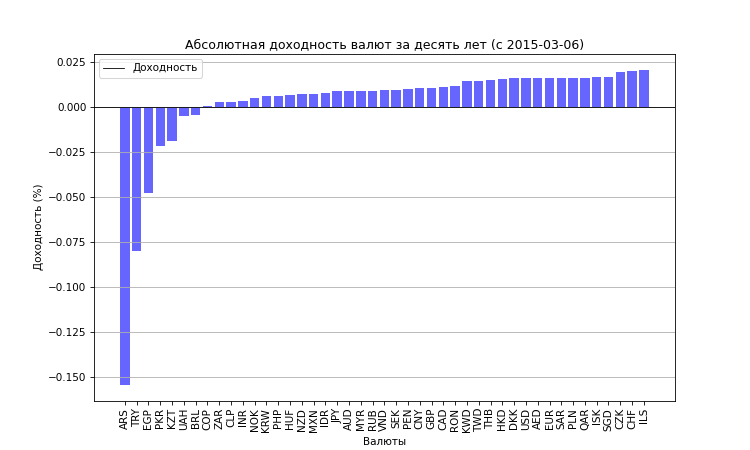 Абсолютная доходность валют за десять лет (с 2015-03-06)
Доходность
0.025
0.000
−0.025
−0.050
−0.075
−0.100
−0.125
−0.150
Доходность (%)
ARS TRY EGP PKR KZT UAH BRL COP ZAR CLP INR NOK KRW PHP HUF NZD MXN IDR JPY AUD MYR RUB VND SEK PEN CNY GBP CAD RON KWD TWD THB HKD DKK USD AED EUR SAR PLN QAR ISK SGD CZK CHF ILS
Валюты